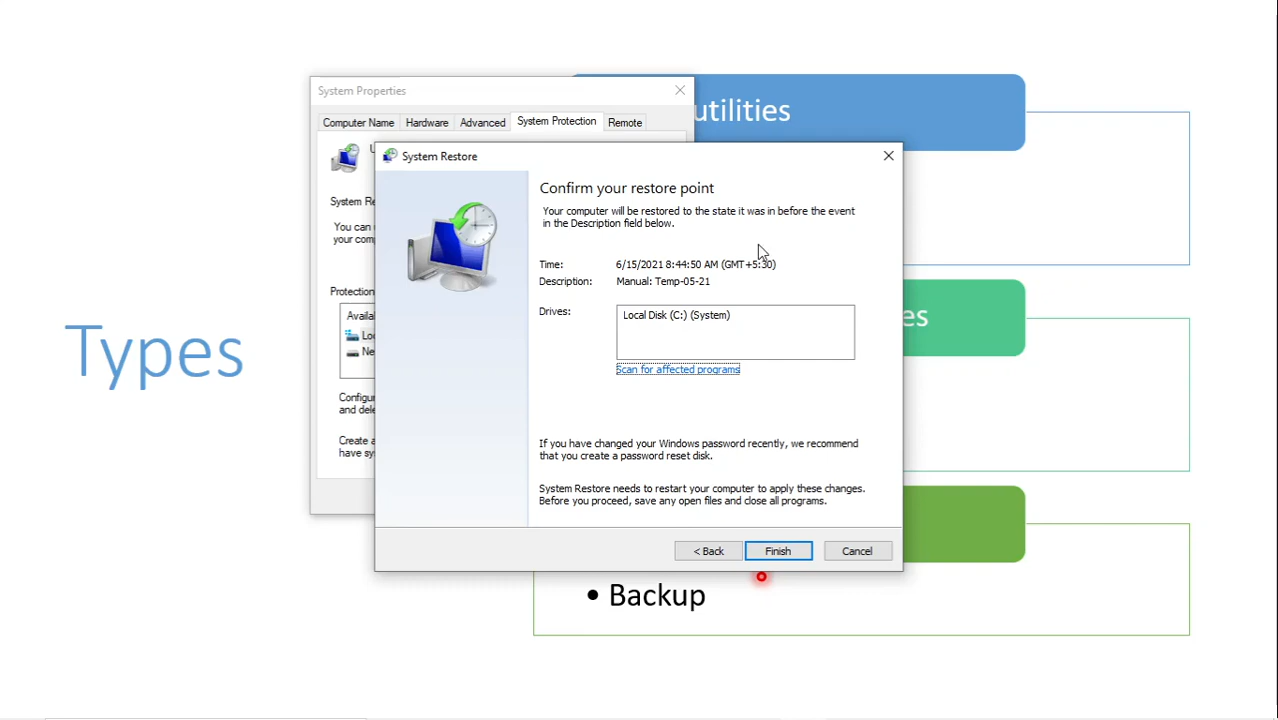 Types
utilities
es
• Backup
System Properties
Computer Name
Hardware
Advanced
System Protection
Remote
System Re
You can
your comp
Protection
Availa
Lo
Ne
Configu
and dele
Create a
have sy
System Restore
Confirm your restore point
Your computer will be restored to the state it was in before the event
in the Description field below.
Time: 6/15/2021 8:44:50 AM (GMT+5:30)
Description: Manual: Temp-05-21
Drives: Local Disk (C:) (System)
Scan for affected programs
If you have changed your Windows password recently, we recommend
that you create a password reset disk.
System Restore needs to restart your computer to apply these changes.
Before you proceed, save any open files and close all programs.
< Back
Finish
Cancel